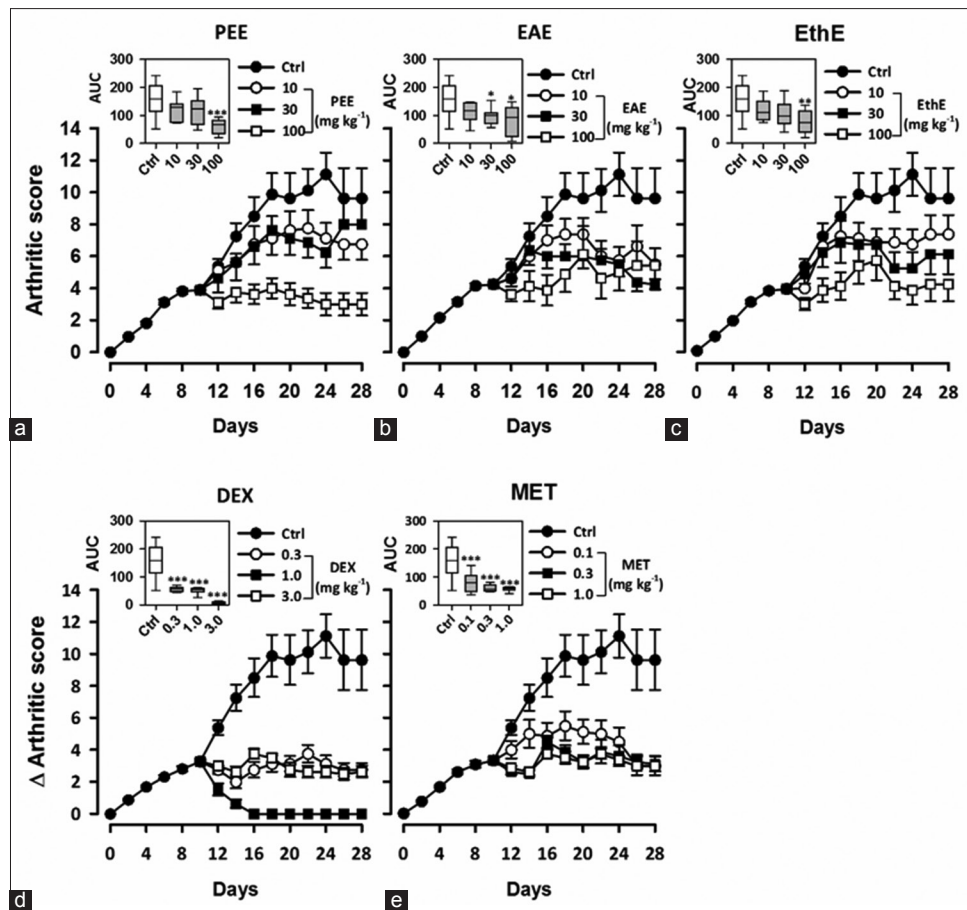 PEE
EAE
EthE
AUC
300
200
100
0
Ctrl
10
30
100
***
Ctrl
10
30
100
PEE
(mg kg⁻¹)
AUC
300
200
100
0
Ctrl
10
30
100
*
*
Ctrl
10
30
100
EAE
(mg kg⁻¹)
AUC
300
200
100
0
Ctrl
10
30
100
**
Ctrl
10
30
100
EthE
(mg kg⁻¹)
Arthritic score
14
12
10
8
6
4
2
0
0 4 8 12 16 20 24 28
0 4 8 12 16 20 24 28
0 4 8 12 16 20 24 28
Days
Days
Days
a
b
c
DEX
MET
AUC
300
200
100
0
Ctrl
0.3
1.0
3.0
***
***
***
Ctrl
0.3
1.0
3.0
DEX
(mg kg⁻¹)
AUC
300
200
100
0
Ctrl
0.1
0.3
1.0
***
***
***
Ctrl
0.1
0.3
1.0
MET
(mg kg⁻¹)
Δ Arthritic score
14
12
10
8
6
4
2
0
0 4 8 12 16 20 24 28
0 4 8 12 16 20 24 28
Days
Days
d
e